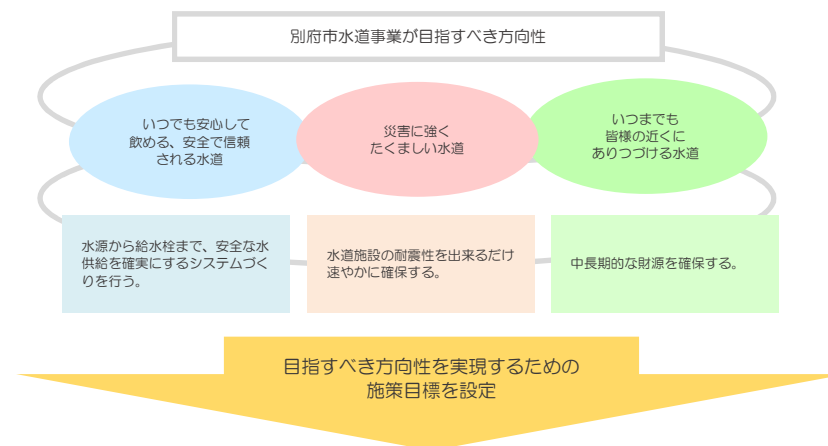 別府市水道事業が目指すべき方向性
いつでも安心して
飲める、安全で信頼
される水道
災害に強く
たくましい水道
いつまでも
皆様の近くに
ありつづける水道
水源から給水栓まで、安全な水
供給を確実にするシステムづく
りを行う。
水道施設の耐震性を出来るだけ
速やかに確保する。
中長期的な財源を確保する。
目指すべき方向性を実現するための
施策目標を設定